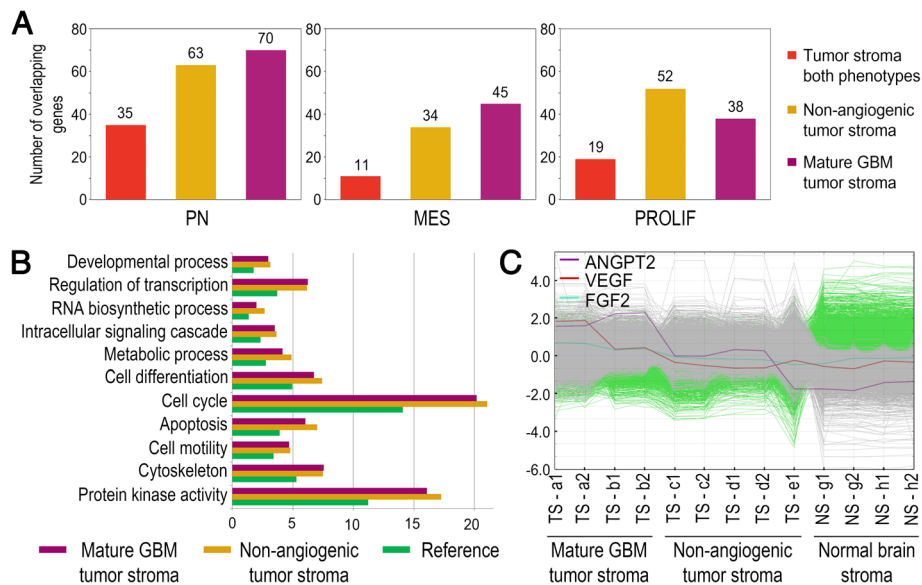 A
Number of overlapping
genes
80
60
40
20
0
35
63
70
PN
80
60
40
20
0
11
34
45
MES
80
60
40
20
0
19
52
38
PROLIF
Tumor stroma
both phenotypes
Non-angiogenic
tumor stroma
Mature GBM
tumor stroma
B
Developmental process
Regulation of transcription
RNA biosynthetic process
Intracellular signaling cascade
Metabolic process
Cell differentiation
Cell cycle
Apoptosis
Cell motility
Cytoskeleton
Protein kinase activity
0 5 10 15 20
Mature GBM
tumor stroma
Non-angiogenic
tumor stroma
Reference
C
ANGPT2
VEGF
FGF2
4.0
2.0
0.0
-2.0
-4.0
-6.0
TS - a1
TS - a2
TS - b1
TS - b2
TS - c1
TS - c2
TS - d1
TS - d2
TS - e1
NS - g1
NS - g2
NS - h1
NS - h2
Mature GBM
tumor stroma
Non-angiogenic
tumor stroma
Normal brain
stroma